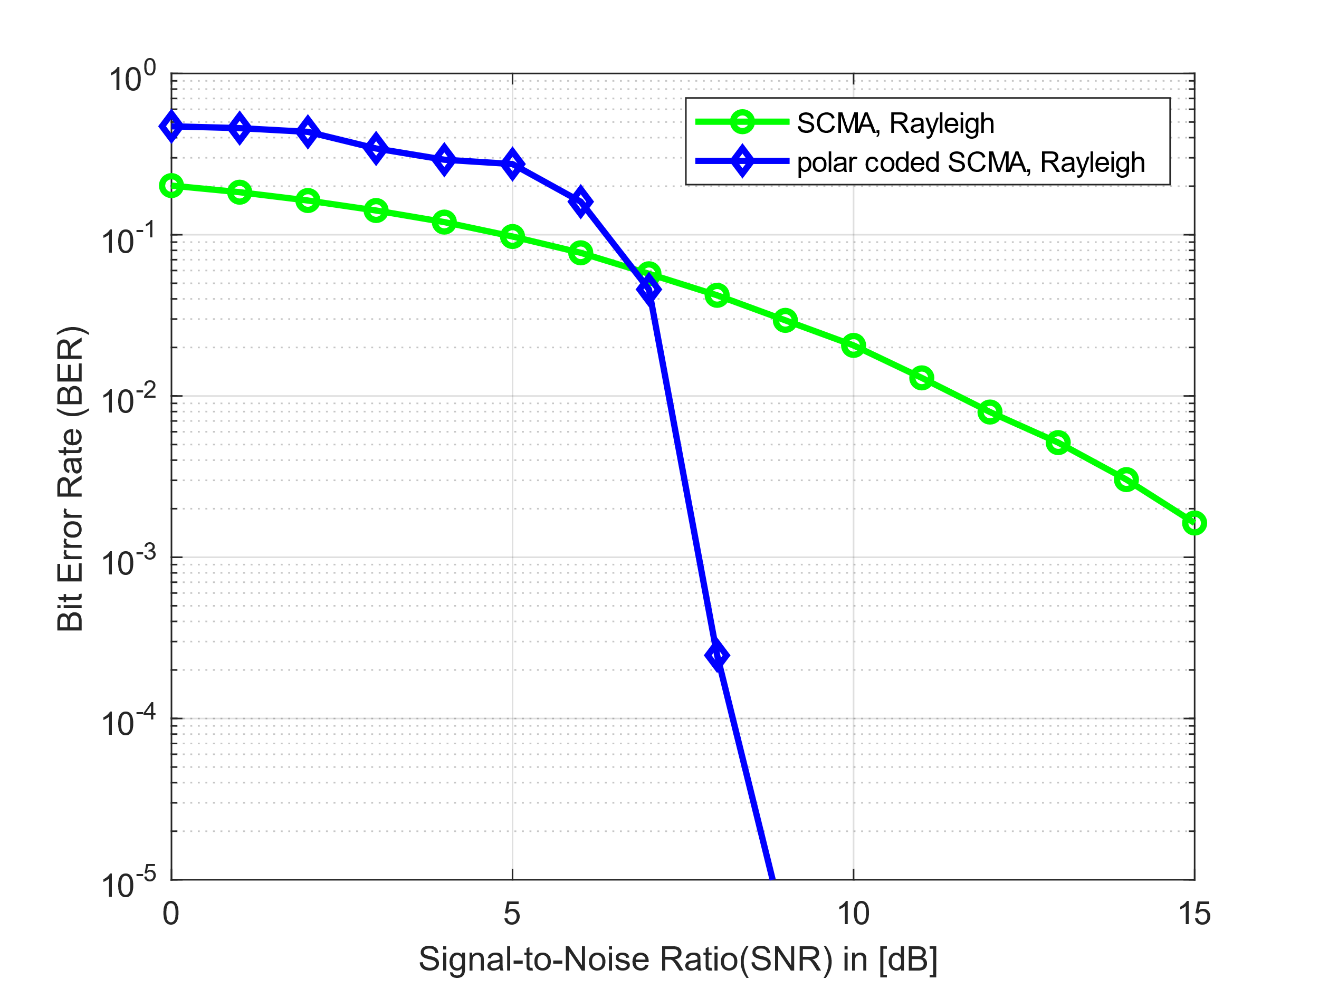 10^0
10^-1
10^-2
10^-3
10^-4
10^-5
0 5 10 15
Signal-to-Noise Ratio(SNR) in [dB]
Bit Error Rate (BER)
SCMA, Rayleigh
polar coded SCMA, Rayleigh